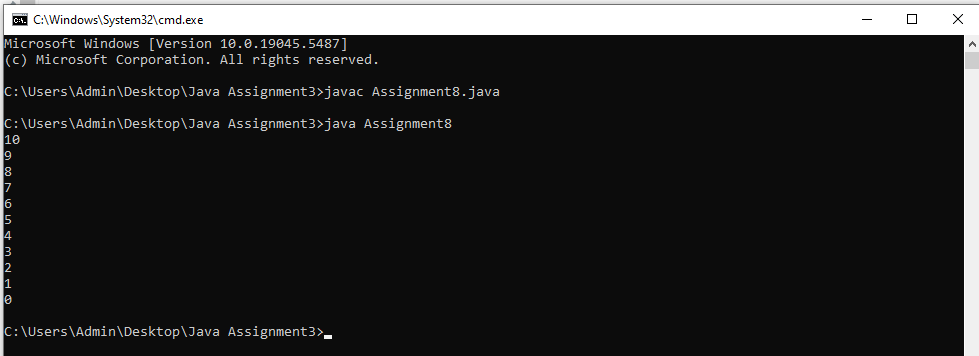 C:\Windows\System32\cmd.exe
Microsoft Windows [Version 10.0.19045.5487]
(c) Microsoft Corporation. All rights reserved.
C:\Users\Admin\Desktop\Java Assignment3>javac Assignment8.java
C:\Users\Admin\Desktop\Java Assignment3>java Assignment8
10
9
8
7
6
5
4
3
2
1
0
C:\Users\Admin\Desktop\Java Assignment3>